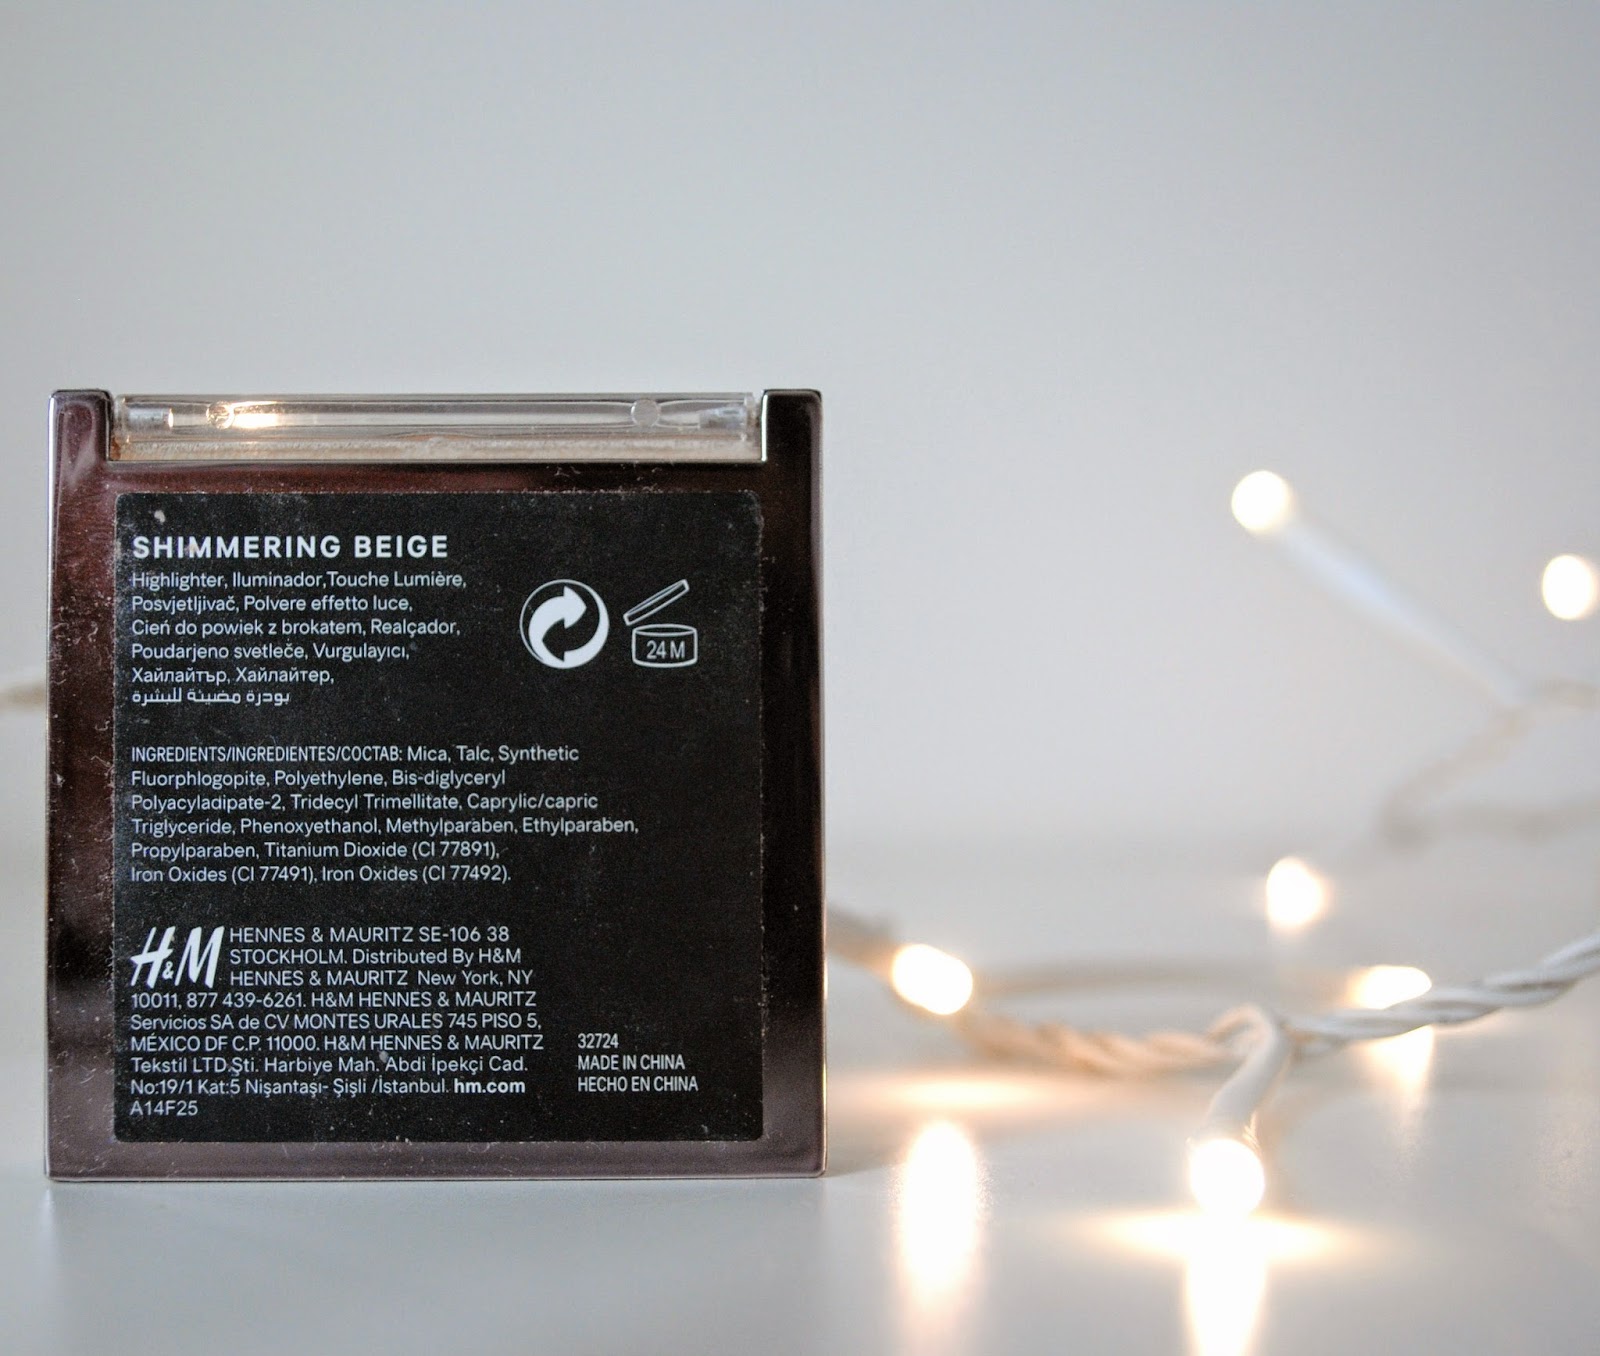 SHIMMERING BEIGE
Highlighter, Iluminador,Touche Lumière,
Posvjetljivač, Polvere effetto luce,
Cień do powiek z brokatem, Realçador,
Poudarjeno svetleče, Vurgulayıcı,
Хайлайтър, Хайлайтер,
بودرة مضيئة للبشرة
24 M
INGREDIENTS/INGREDIENTES/COCTAB: Mica, Talc, Synthetic
Fluorphlogopite, Polyethylene, Bis-diglyceryl
Polyacyladipate-2, Tridecyl Trimellitate, Caprylic/capric
Triglyceride, Phenoxyethanol, Methylparaben, Ethylparaben,
Propylparaben, Titanium Dioxide (CI 77891),
Iron Oxides (CI 77491), Iron Oxides (CI 77492).
H&M HENNES & MAURITZ SE-106 38
STOCKHOLM. Distributed By H&M
HENNES & MAURITZ New York, NY
10011, 877 439-6261. H&M HENNES & MAURITZ
Servicios SA de CV MONTES URALES 745 PISO 5,
MÉXICO DF C.P. 11000. H&M HENNES & MAURITZ
Tekstil LTD.Şti. Harbiye Mah. Abdi İpekçi Cad.
No:19/1 Kat:5 Nişantaşı- Şişli /İstanbul. hm.com
A14F25
32724
MADE IN CHINA
HECHO EN CHINA